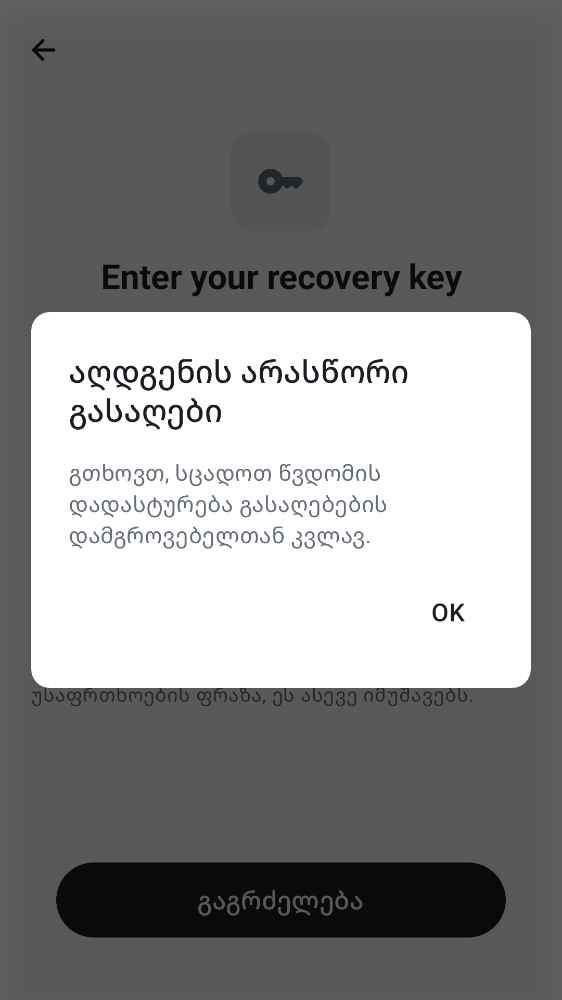 Enter your recovery key
აღდგენის არასწორი
გასაღები
გთხოვთ, სცადოთ წვდომის
დადასტურება გასაღებების
დამგროვებელთან კვლავ.
OK
უსაფრთხოების ფრაზა, ეს ასევე იმუშავებს.
გაგრძელება